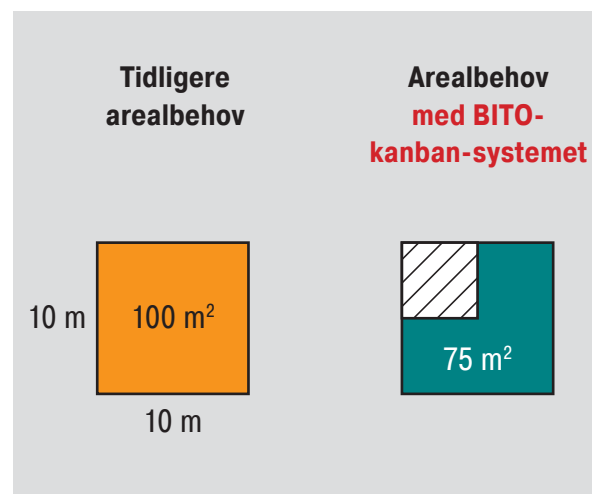 Tidligere
arealbehov
Arealbehov
med BITO-
kanban-systemet
10 m
100 m²
10 m
75 m²